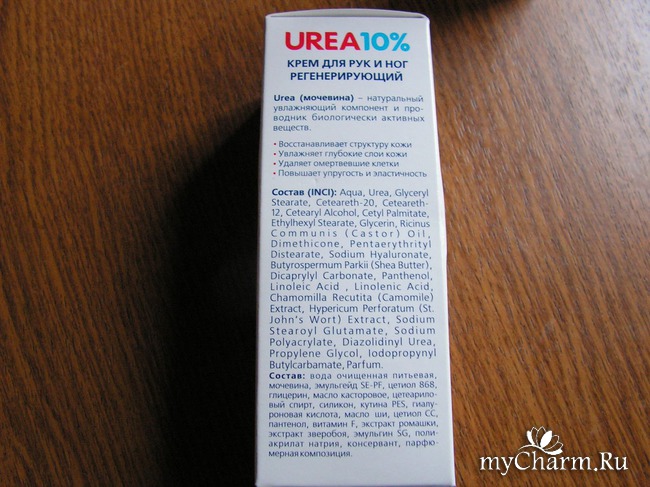 UREA10%
КРЕМ ДЛЯ РУК И НОГ
РЕГЕНЕРИРУЮЩИЙ
Urea (мочевина) – натуральный
увлажняющий компонент и про-
водник биологически активных
веществ.
• Восстанавливает структуру кожи
• Увлажняет глубокие слои кожи
• Удаляет омертвевшие клетки
• Повышает упругость и эластичность
Состав (INCI): Aqua, Urea, Glyceryl
Stearate, Ceteareth-20, Ceteareth-
12, Cetearyl Alcohol, Cetyl Palmitate,
Ethylhexyl Stearate, Glycerin, Ricinus
Communis (Castor) Oil,
Dimethicone, Pentaerythrityl
Distearate, Sodium Hyaluronate,
Butyrospermum Parkii (Shea Butter),
Dicaprylyl Carbonate, Panthenol,
Linoleic Acid , Linolenic Acid,
Chamomilla Recutita (Camomile)
Extract, Hypericum Perforatum (St.
John's Wort) Extract, Sodium
Stearoyl Glutamate, Sodium
Polyacrylate, Diazolidinyl Urea,
Propylene Glycol, Iodopropynyl
Butylcarbamate, Parfum.
Состав: вода очищенная питьевая,
мочевина, эмульгейд SE-PF, цетиол 868,
глицерин, масло касторовое, цетеарило-
вый спирт, силикон, кутина PES, гиалу-
роновая кислота, масло ши, цетиол СС,
пантенол, витамин F, экстракт ромашки,
экстракт зверобоя, эмульгин SG, поли-
акрилат натрия, консервант, парфю-
мерная композиция.
myCharm.Ru